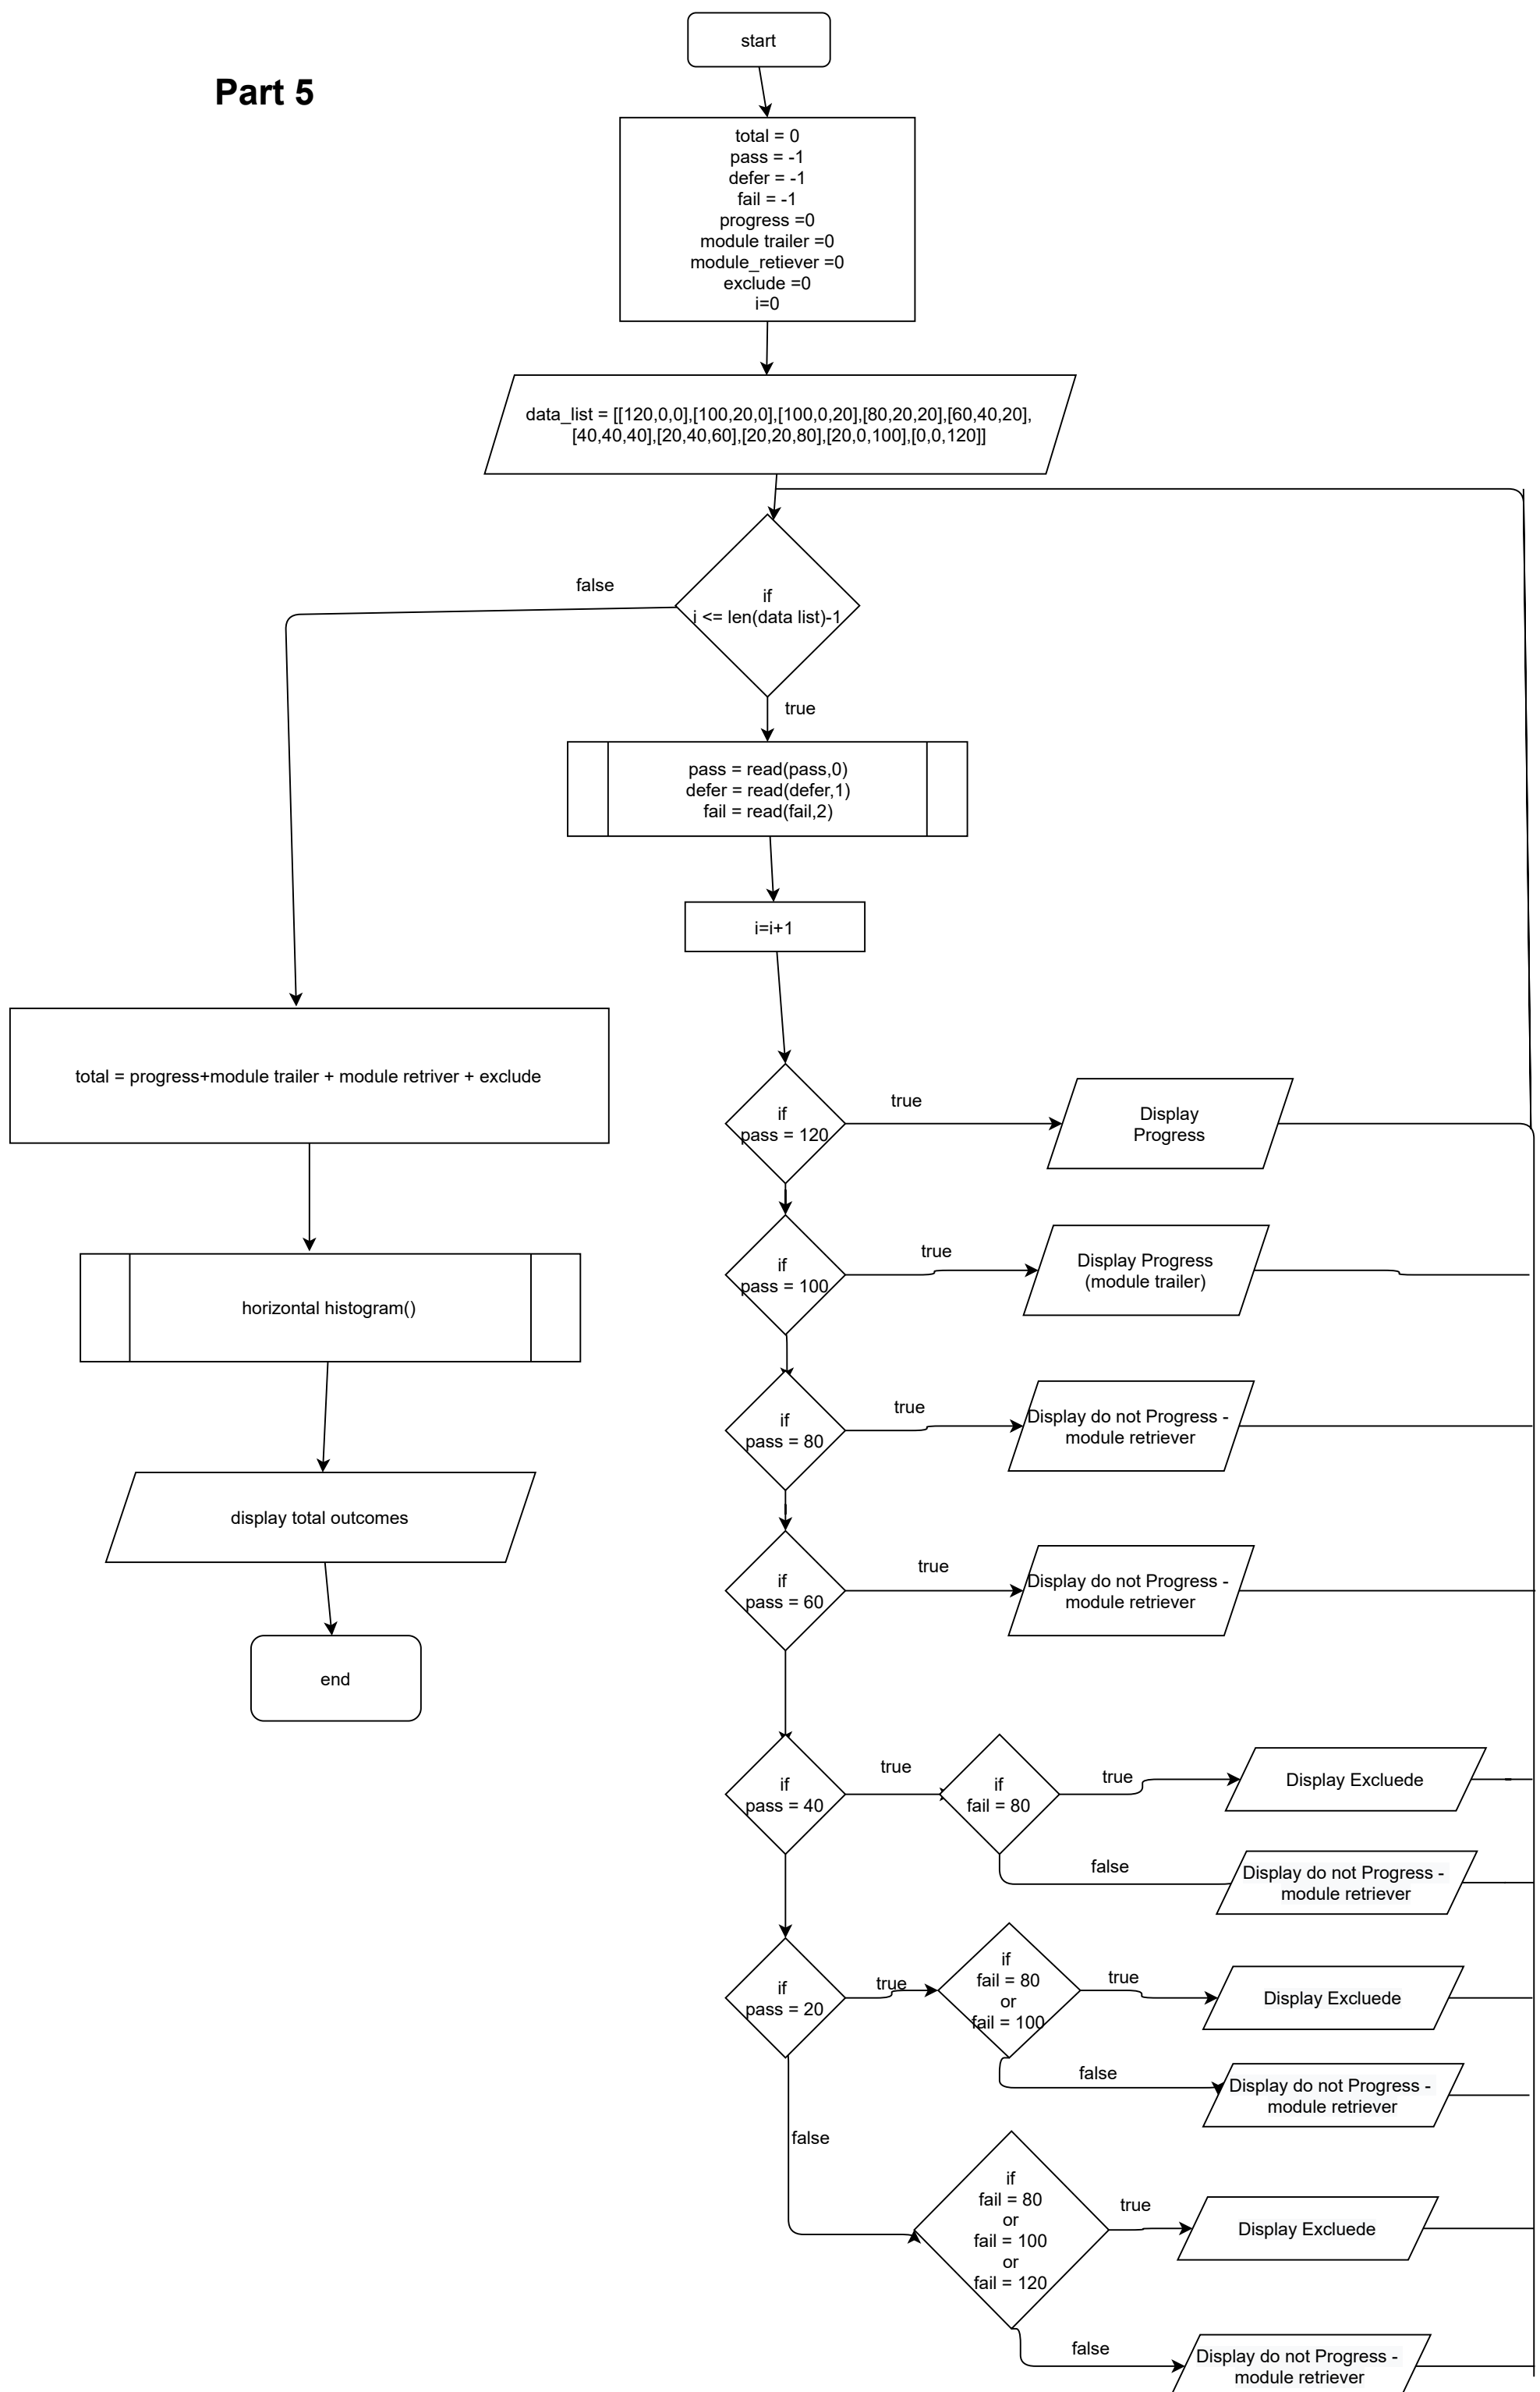 start
Part 5
total = 0
pass = -1
defer = -1
fail = -1
progress =0
module trailer =0
module_retiever =0
exclude =0
i=0
data_list = [[120,0,0],[100,20,0],[100,0,20],[80,20,20],[60,40,20],
[40,40,40],[20,40,60],[20,20,80],[20,0,100],[0,0,120]]
false
if
i <= len(data list)-1
true
pass = read(pass,0)
defer = read(defer,1)
fail = read(fail,2)
i=i+1
total = progress+module trailer + module retriver + exclude
horizontal histogram()
display total outcomes
end
if
pass = 120
true
Display
Progress
if
pass = 100
true
Display Progress
(module trailer)
if
pass = 80
true
Display do not Progress -
module retriever
if
pass = 60
true
Display do not Progress -
module retriever
if
pass = 40
true
if
fail = 80
true
Display Excluede
false
Display do not Progress -
module retriever
if
pass = 20
true
if
fail = 80
or
fail = 100
true
Display Excluede
false
Display do not Progress -
module retriever
false
if
fail = 80
or
fail = 100
or
fail = 120
true
Display Excluede
false
Display do not Progress -
module retriever